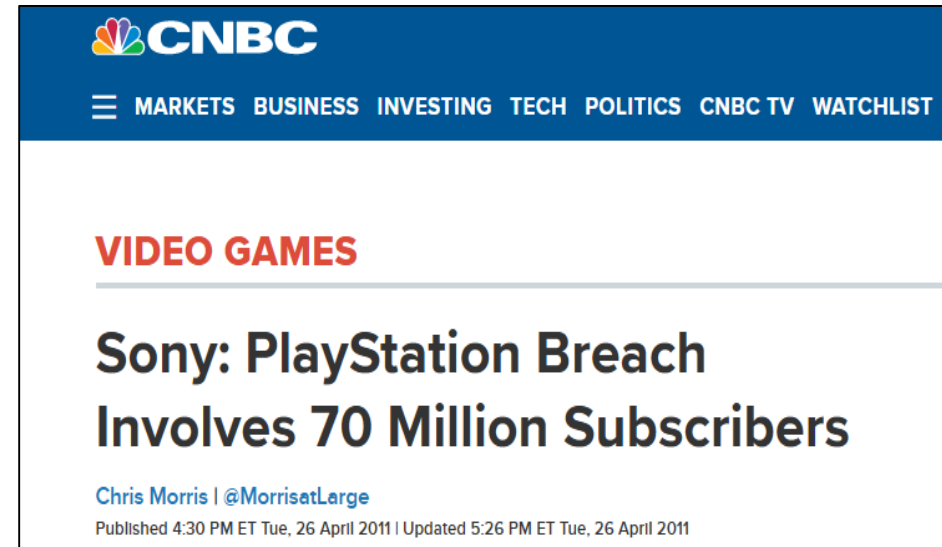 CNBC
MARKETS BUSINESS INVESTING TECH POLITICS CNBC TV WATCHLIST
VIDEO GAMES
Sony: PlayStation Breach
Involves 70 Million Subscribers
Chris Morris | @MorrisatLarge
Published 4:30 PM ET Tue, 26 April 2011 | Updated 5:26 PM ET Tue, 26 April 2011